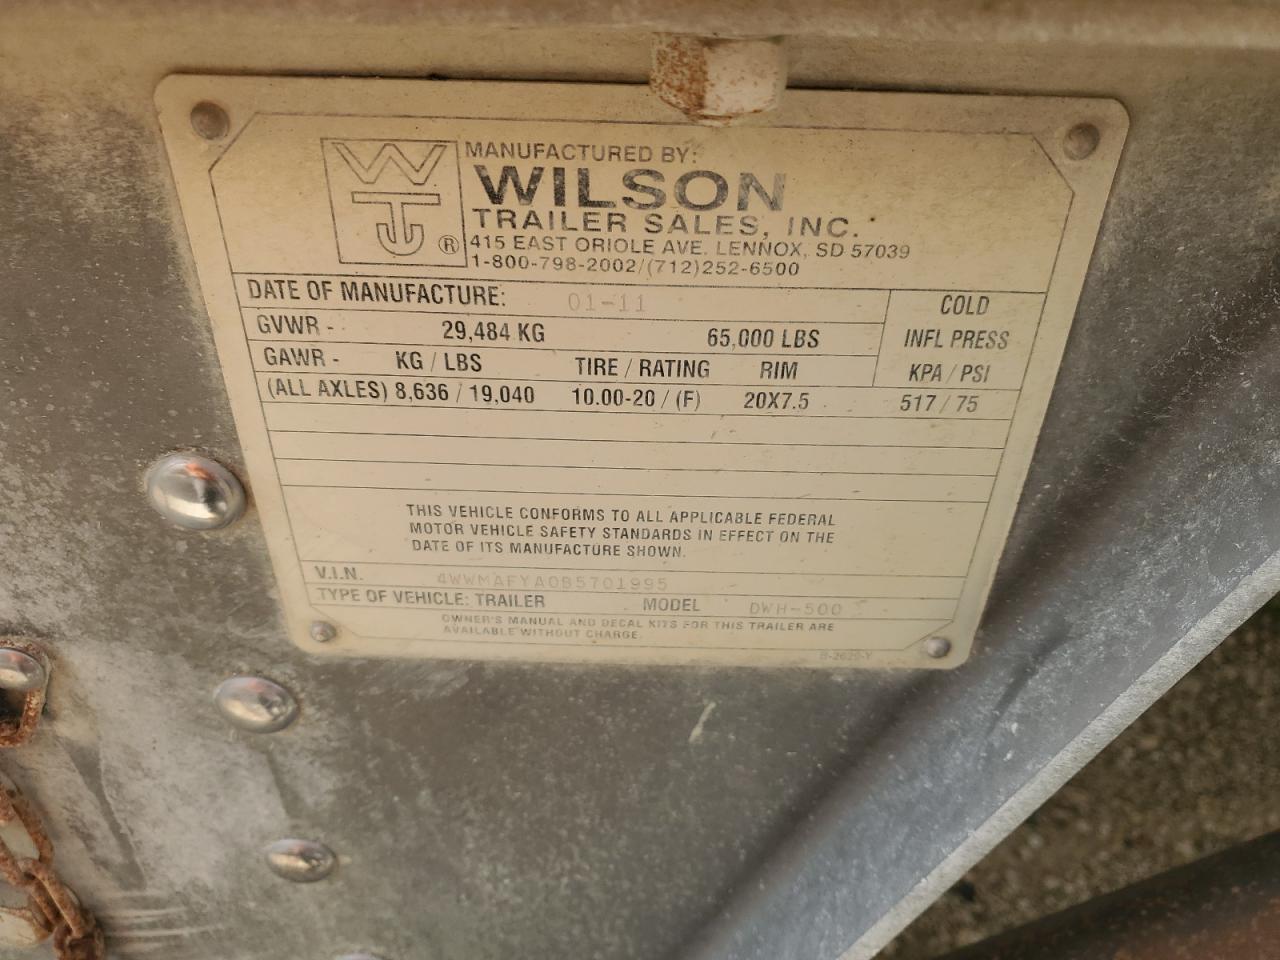 MANUFACTURED BY:
WILSON
TRAILER SALES, INC.
415 EAST ORIOLE AVE. LENNOX, SD 57039
1-800-798-2002/(712)252-6500
WT ®
DATE OF MANUFACTURE: 01-11
COLD
GVWR - 29,484 KG 65,000 LBS INFL PRESS
GAWR - KG / LBS TIRE / RATING RIM KPA / PSI
(ALL AXLES) 8,636 / 19,040 10.00-20 / (F) 20X7.5 517 / 75
THIS VEHICLE CONFORMS TO ALL APPLICABLE FEDERAL
MOTOR VEHICLE SAFETY STANDARDS IN EFFECT ON THE
DATE OF ITS MANUFACTURE SHOWN.
V.I.N. 4WWMAFYA0B5701995
TYPE OF VEHICLE: TRAILER MODEL DWH-500
OWNER'S MANUAL AND DECAL KITS FOR THIS TRAILER ARE
AVAILABLE WITHOUT CHARGE.